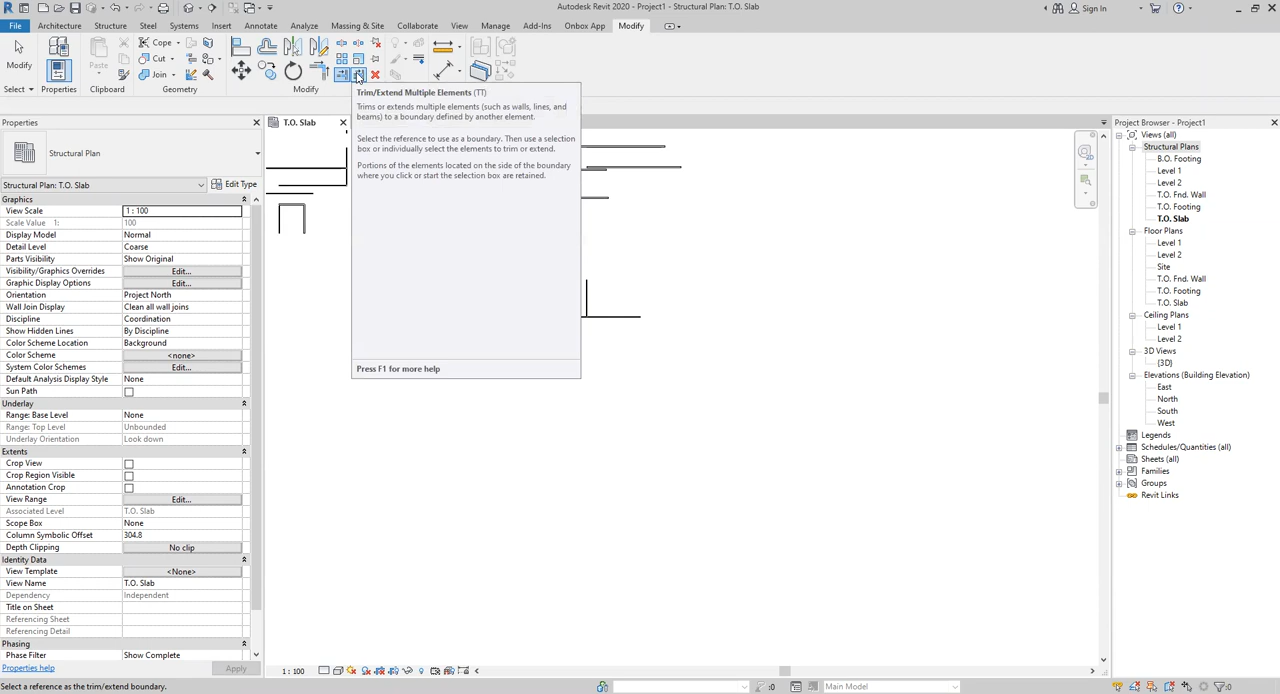 Autodesk Revit 2020 - Project1 - Structural Plan: T.O. Slab
Sign In
File Architecture Structure Steel Systems Insert Annotate Analyze Massing & Site Collaborate View Manage Add-Ins Onbox App Modify
Modify
Paste
Cope
Cut
Join
Select Properties Clipboard Geometry Modify
Trim/Extend Multiple Elements (TT)
Trims or extends multiple elements (such as walls, lines, and
beams) to a boundary defined by another element.
Select the reference to use as a boundary. Then use a selection
box or individually select the elements to trim or extend.
Portions of the elements located on the side of the boundary
where you click or start the selection box are retained.
Press F1 for more help
Properties
Structural Plan
Structural Plan: T.O. Slab Edit Type
Graphics
View Scale 1 : 100
Scale Value 1: 100
Display Model Normal
Detail Level Coarse
Parts Visibility Show Original
Visibility/Graphics Overrides Edit...
Graphic Display Options Edit...
Orientation Project North
Wall Join Display Clean all wall joins
Discipline Coordination
Show Hidden Lines By Discipline
Color Scheme Location Background
Color Scheme <none>
System Color Schemes Edit...
Default Analysis Display Style None
Sun Path
Underlay
Range: Base Level None
Range: Top Level Unbounded
Underlay Orientation Look down
Extents
Crop View
Crop Region Visible
Annotation Crop
View Range Edit...
Associated Level T.O. Slab
Scope Box None
Column Symbolic Offset 304.8
Depth Clipping No clip
Identity Data
View Template <None>
View Name T.O. Slab
Dependency Independent
Title on Sheet
Referencing Sheet
Referencing Detail
Phasing
Phase Filter Show Complete
Properties help Apply
T.O. Slab
1 : 100
Project Browser - Project1
Views (all)
Structural Plans
B.O. Footing
Level 1
Level 2
T.O. Fnd. Wall
T.O. Footing
T.O. Slab
Floor Plans
Level 1
Level 2
Site
T.O. Fnd. Wall
T.O. Footing
T.O. Slab
Ceiling Plans
Level 1
Level 2
3D Views
{3D}
Elevations (Building Elevation)
East
North
South
West
Legends
Schedules/Quantities (all)
Sheets (all)
Families
Groups
Revit Links
Select a reference as the trim/extend boundary.
:0
Main Model
:0